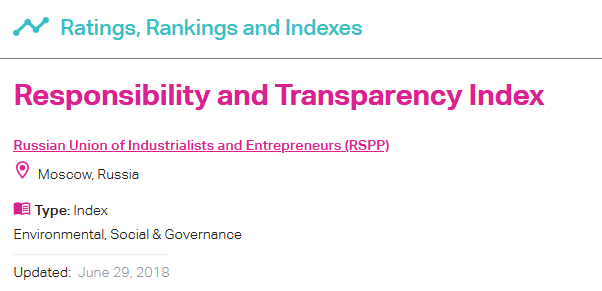 Ratings, Rankings and Indexes
Responsibility and Transparency Index
Russian Union of Industrialists and Entrepreneurs (RSPP)
Moscow, Russia
Type: Index
Environmental, Social & Governance
Updated: June 29, 2018